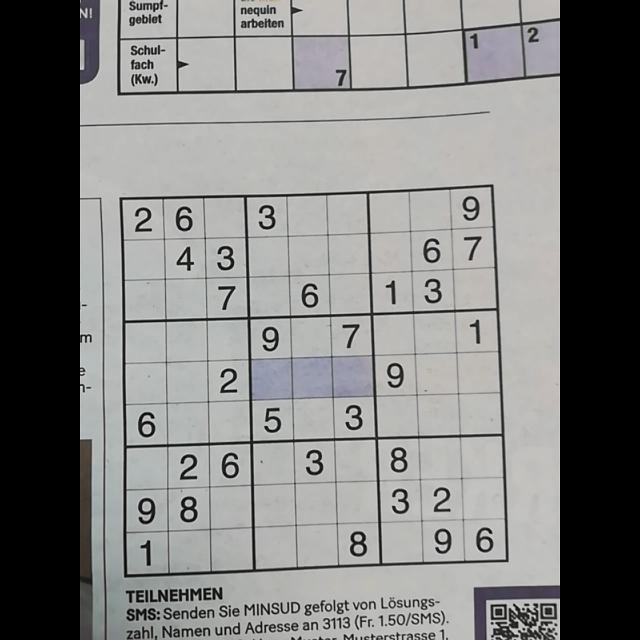 N!
Sumpf-
gebiet
nequin
arbeiten
Schul-
fach
(Kw.)
7
1
2
2 6 3 9
4 3 6 7
7 6 1 3
9 7 1
2 9
6 5 3
2 6 3 8
9 8 3 2
1 8 9 6
m
e
n-
TEILNEHMEN
SMS: Senden Sie MINSUD gefolgt von Lösungs-
zahl, Namen und Adresse an 3113 (Fr. 1.50/SMS).
Muster, Musterstrasse 1,